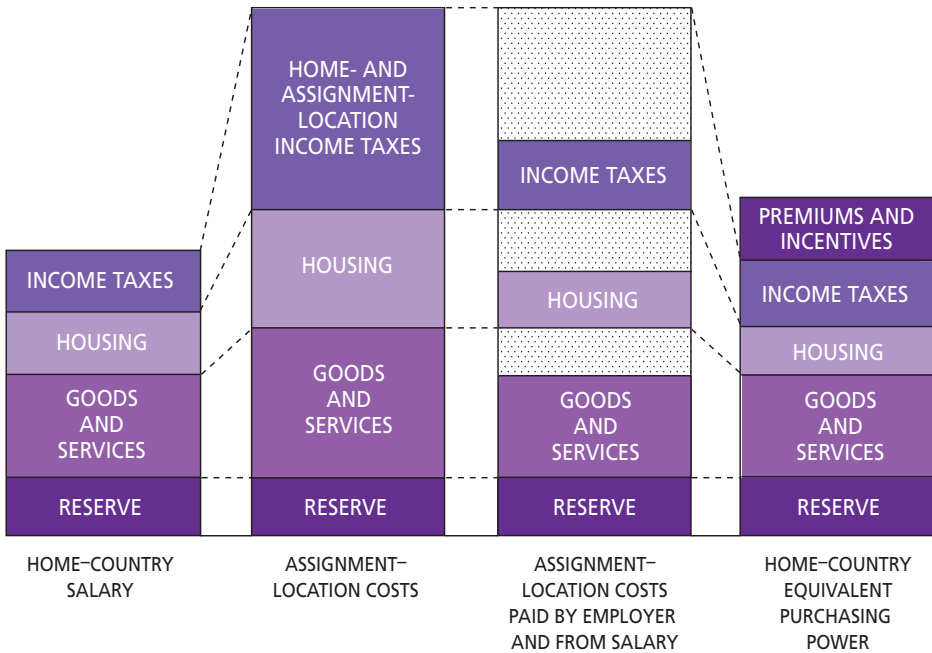 INCOME TAXES
HOUSING
GOODS
AND
SERVICES
RESERVE
HOME–COUNTRY
SALARY
HOME- AND
ASSIGNMENT-
LOCATION
INCOME TAXES
HOUSING
GOODS
AND
SERVICES
RESERVE
ASSIGNMENT–
LOCATION COSTS
INCOME TAXES
HOUSING
GOODS
AND
SERVICES
RESERVE
ASSIGNMENT–
LOCATION COSTS
PAID BY EMPLOYER
AND FROM SALARY
PREMIUMS AND
INCENTIVES
INCOME TAXES
HOUSING
GOODS
AND
SERVICES
RESERVE
HOME–COUNTRY
EQUIVALENT
PURCHASING
POWER